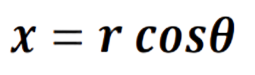 x = r cosθ